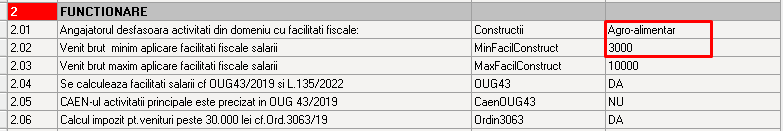 2 FUNCTIONARE
2.01 Angajatorul desfasoara activitati din domeniu cu facilitati fiscale: Constructii Agro-alimentar
2.02 Venit brut minim aplicare facilitati fiscale salarii MinFacilConstruct 3000
2.03 Venit brut maxim aplicare facilitati fiscale salarii MaxFacilConstruct 10000
2.04 Se calculeaza facilitati salarii cf OUG43/2019 si L.135/2022 OUG43 DA
2.05 CAEN-ul activitatii principale este precizat in OUG 43/2019 CaenOUG43 NU
2.06 Calcul impozit pt.venituri peste 30.000 lei cf.Ord.3063/19 Ordin3063 DA